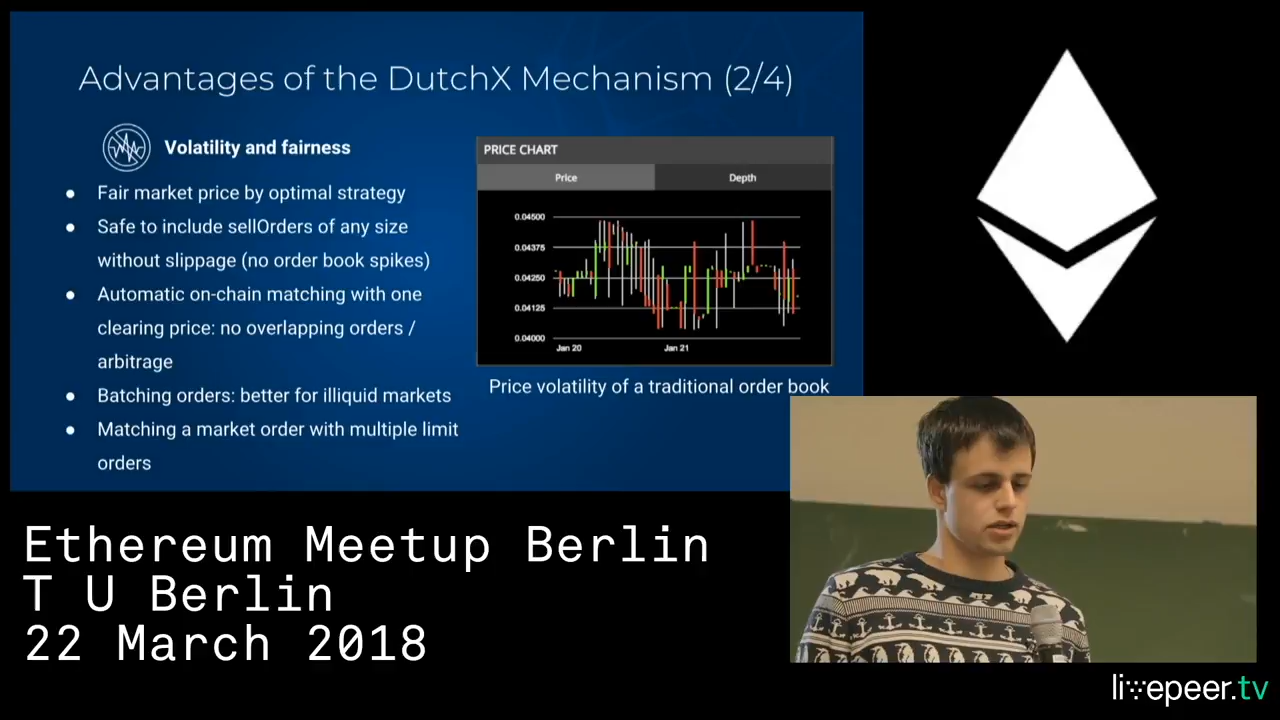 Advantages of the DutchX Mechanism (2/4)
Volatility and fairness
● Fair market price by optimal strategy
● Safe to include sellOrders of any size
without slippage (no order book spikes)
● Automatic on-chain matching with one
clearing price: no overlapping orders /
arbitrage
● Batching orders: better for illiquid markets
● Matching a market order with multiple limit
orders
PRICE CHART
Price Depth
0.04500
0.04375
0.04250
0.04125
0.04000
Jan 20 Jan 21
Price volatility of a traditional order book
Ethereum Meetup Berlin
T U Berlin
22 March 2018
livepeer.tv